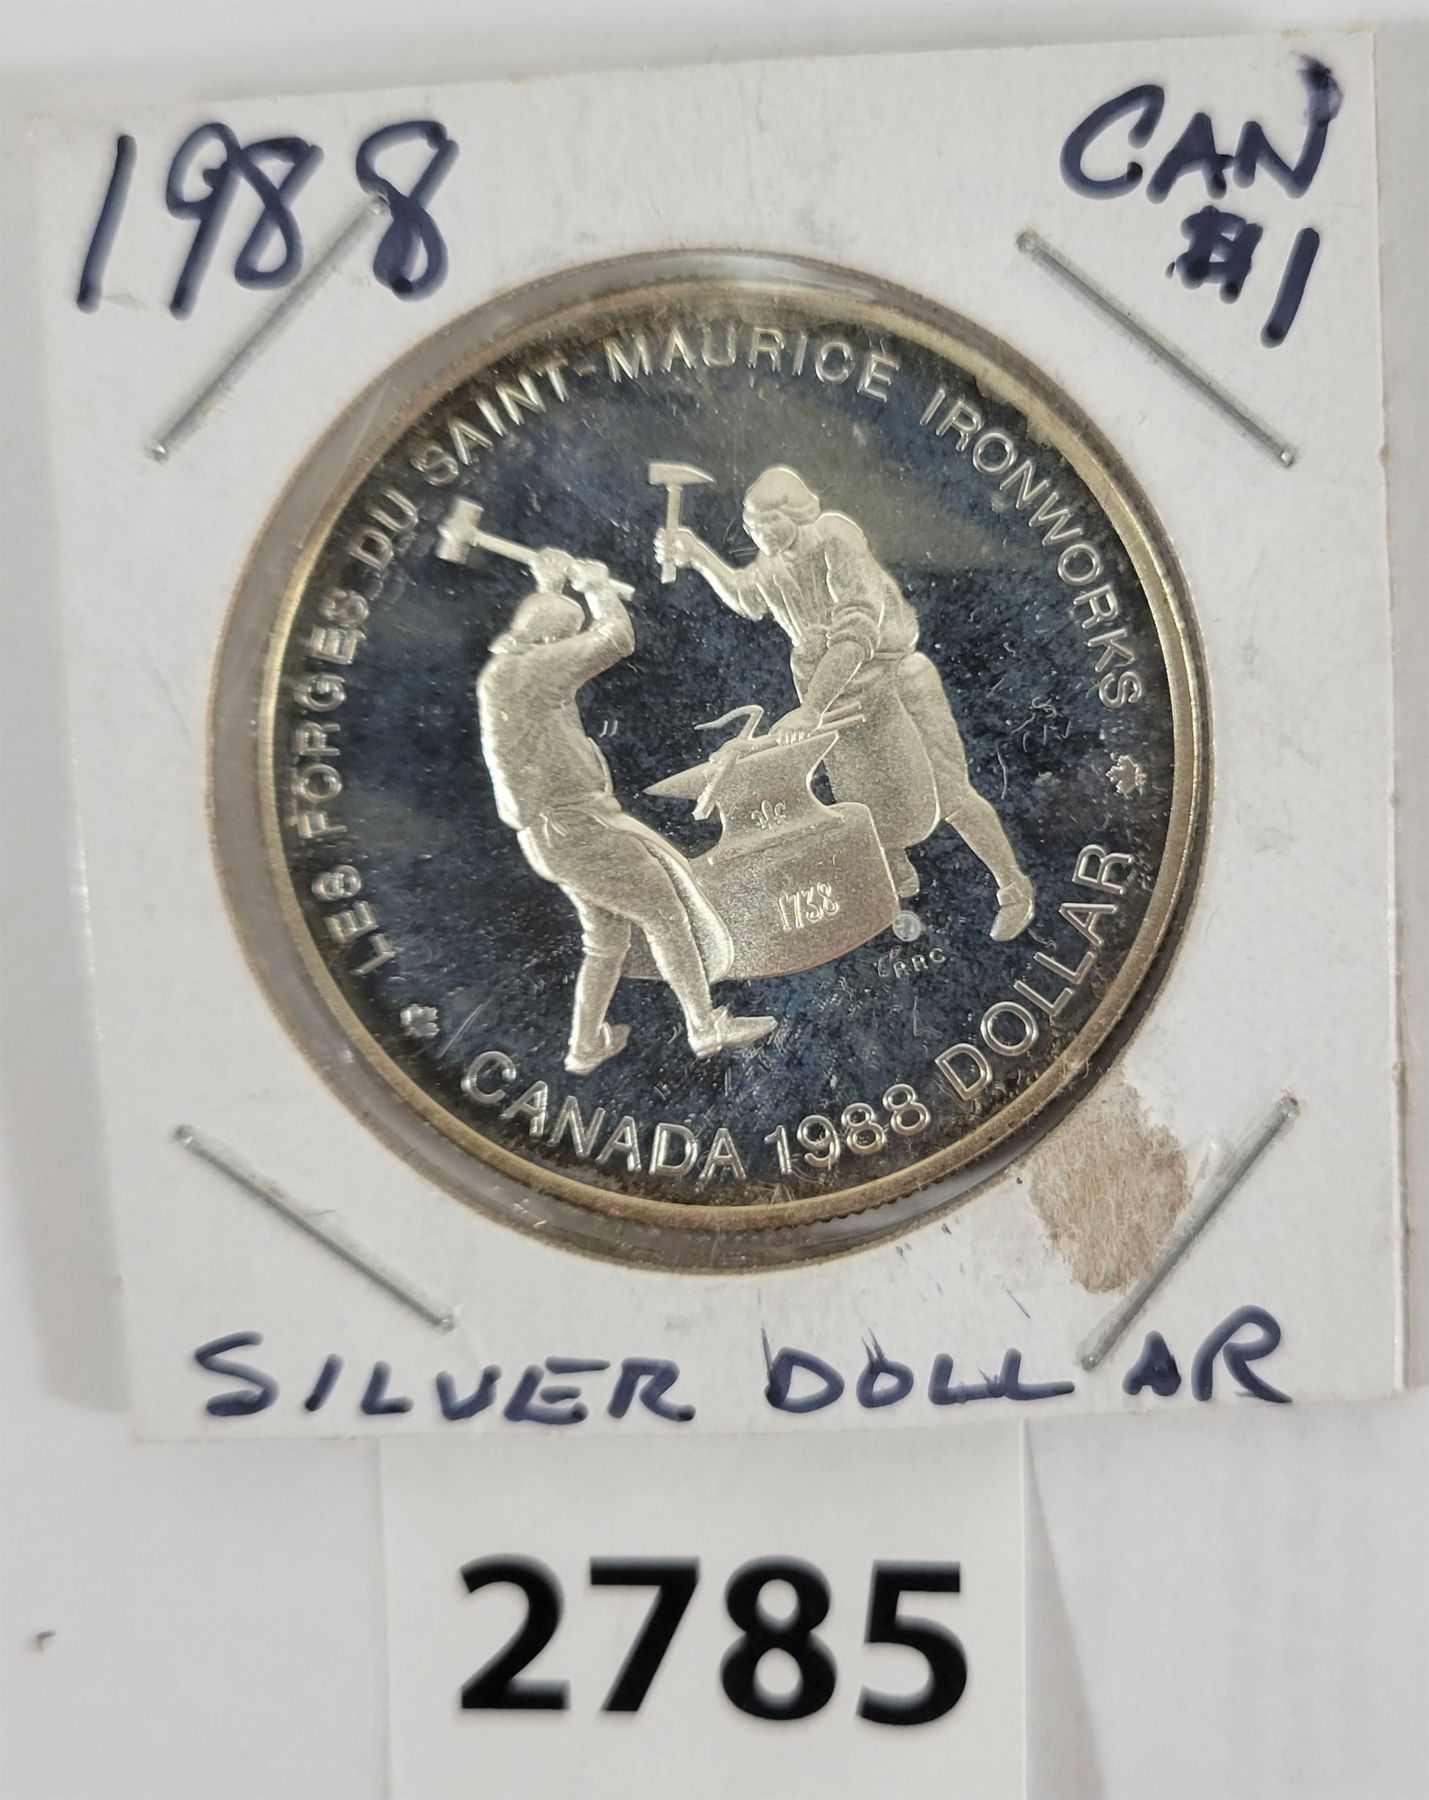 1988
CAN
#1
LES FORGES DU SAINT-MAURICE IRONWORKS
1738
RRC
CANADA 1988 DOLLAR
SILVER DOLLAR
2785